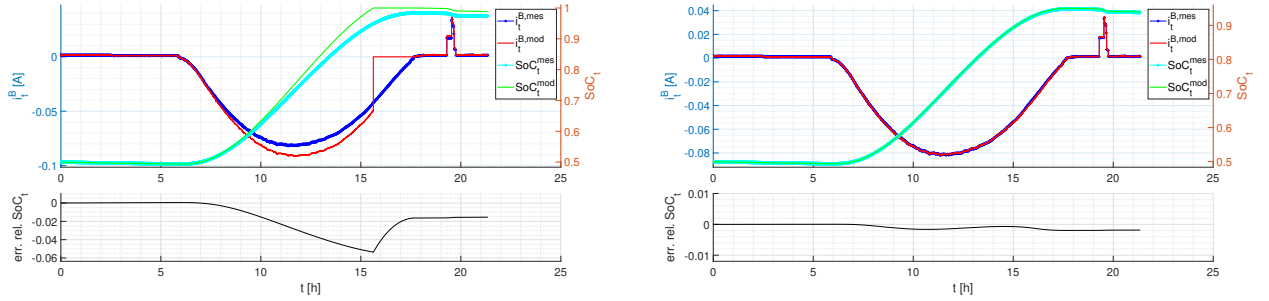 i_t^B [A]
0
-0.05
-0.1
0 5 10 15 20 25
1
0.9
0.8
0.7
0.6
0.5
SoC_t
i_t^B,mes
i_t^B,mod
SoC_t^mes
SoC_t^mod
err. rel. SoC_t
0
-0.02
-0.04
-0.06
0 5 10 15 20 25
t [h]
i_t^B [A]
0.04
0.02
0
-0.02
-0.04
-0.06
-0.08
0 5 10 15 20 25
0.9
0.8
0.7
0.6
0.5
SoC_t
i_t^B,mes
i_t^B,mod
SoC_t^mes
SoC_t^mod
err. rel. SoC_t
0.01
0
-0.01
0 5 10 15 20 25
t [h]